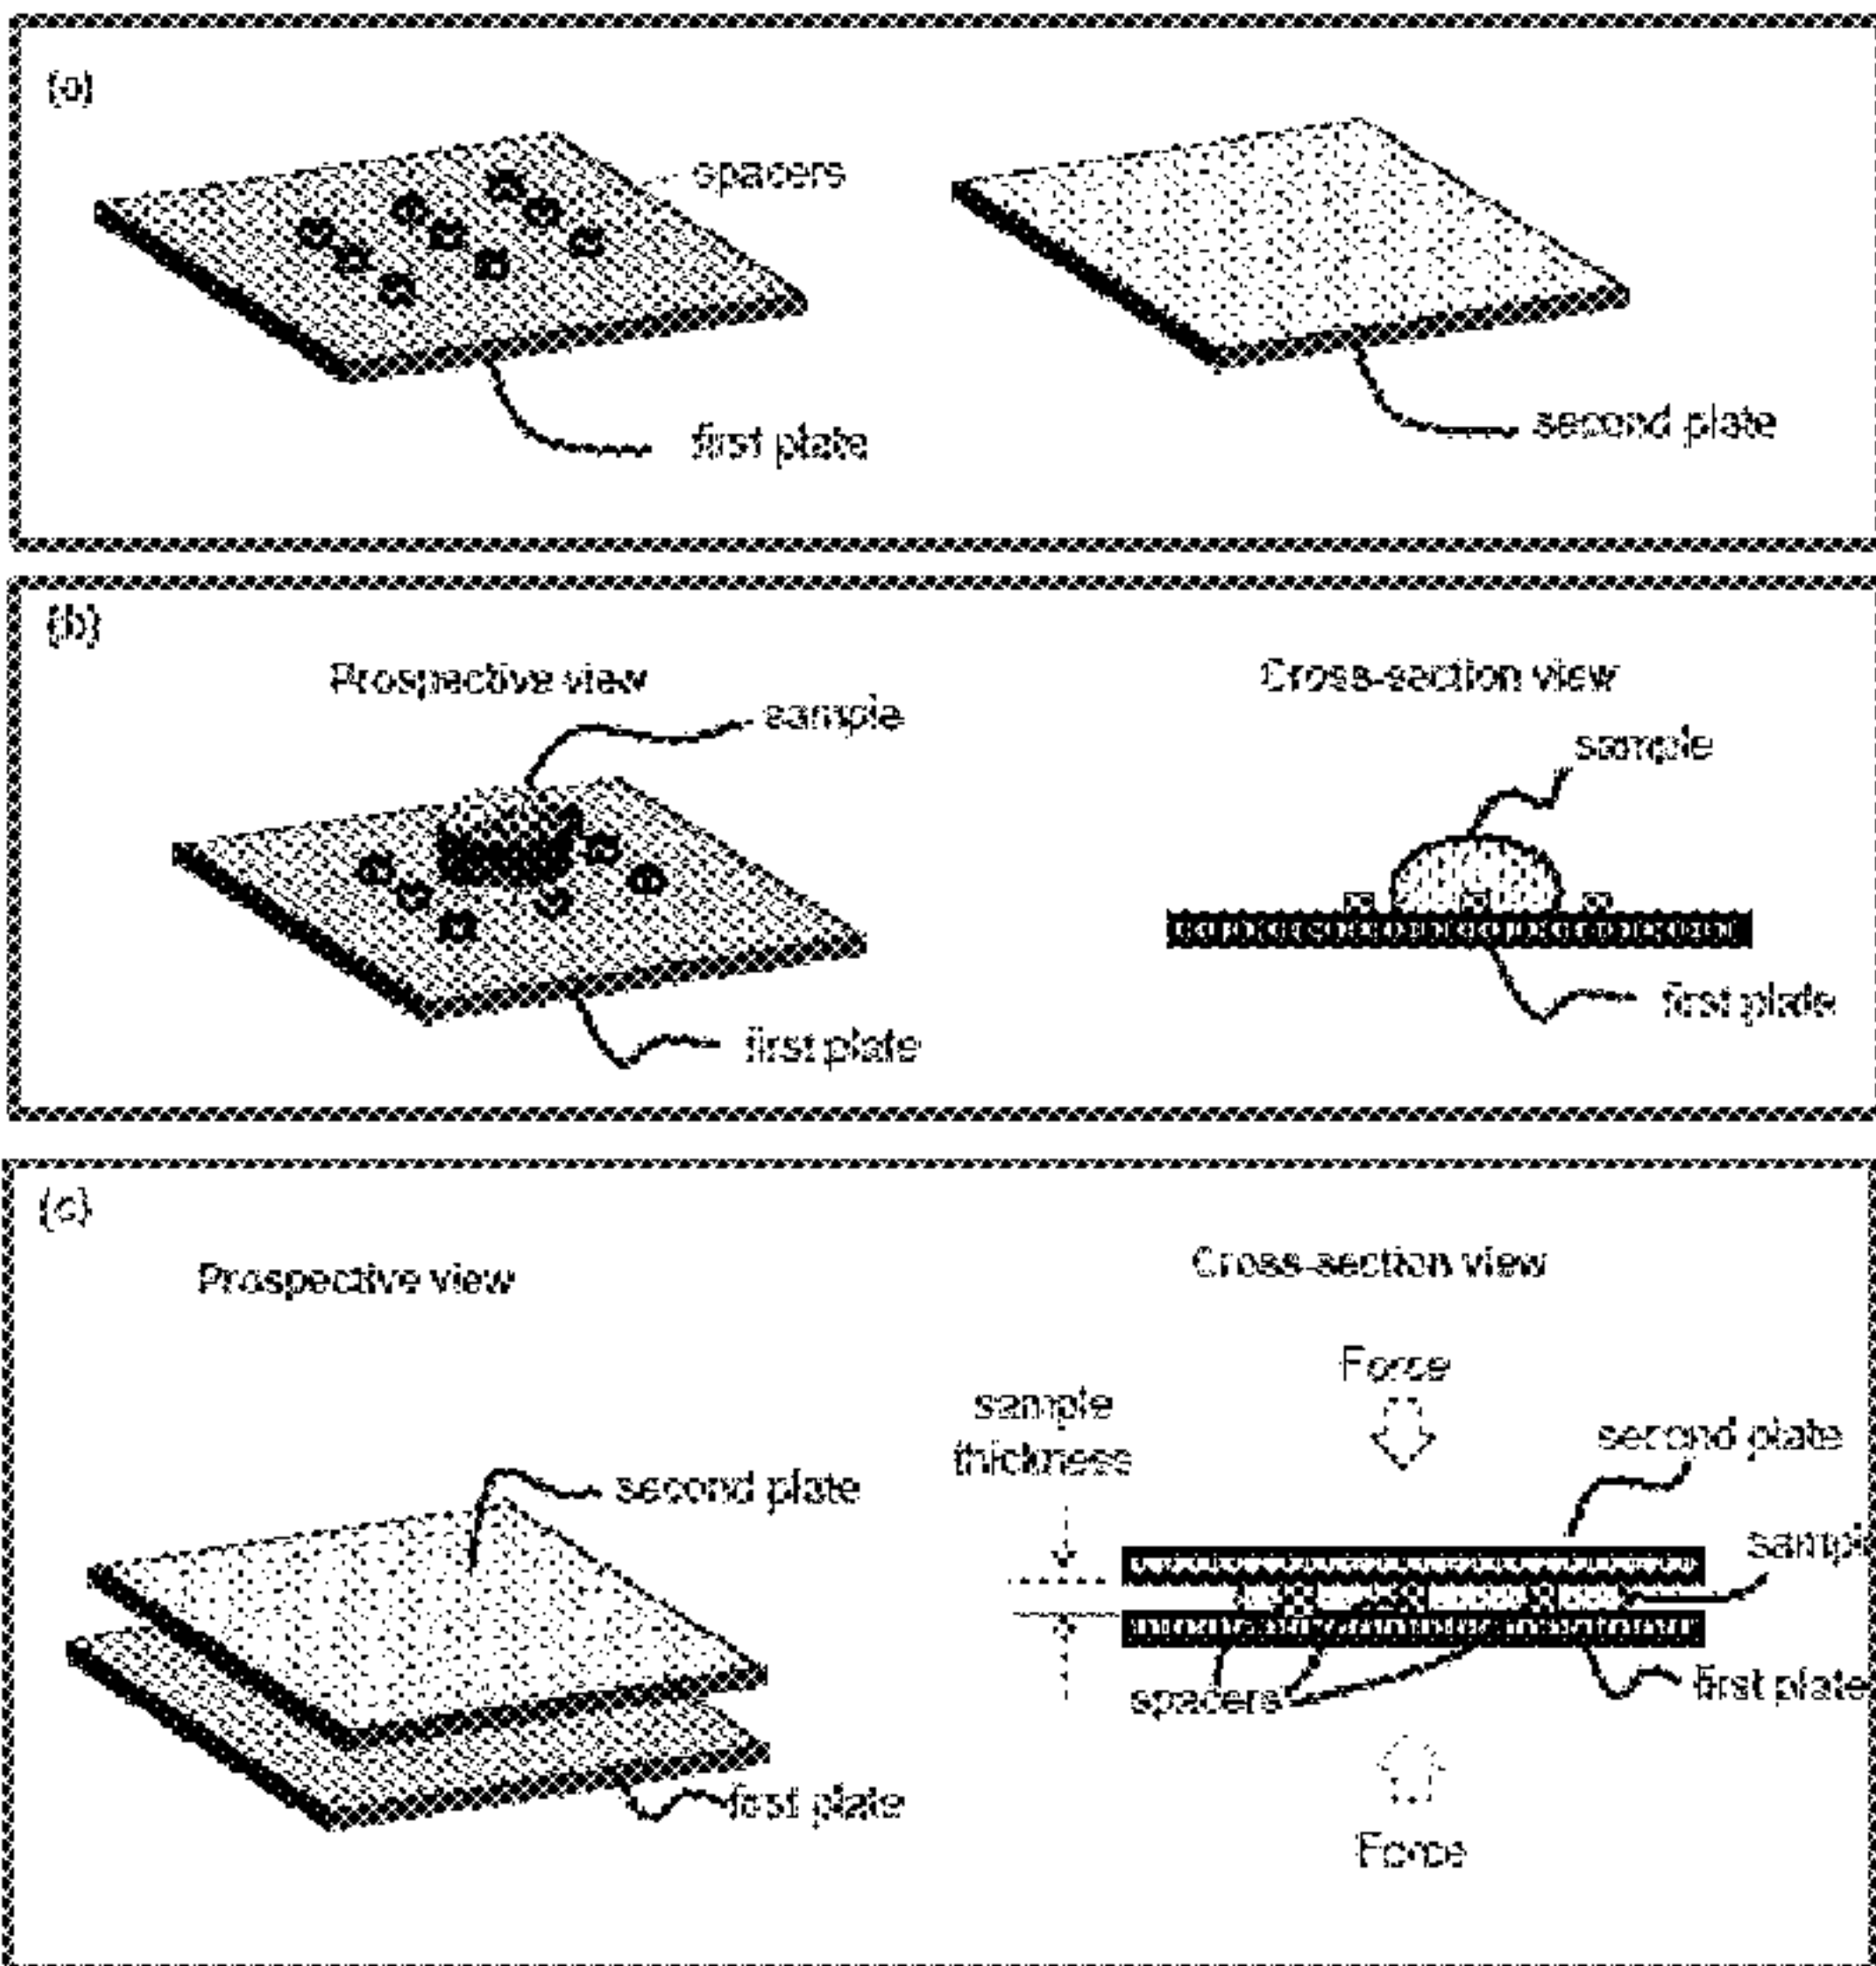 (a)
spacers
first plate
second plate
(b)
Prospective view
Cross-section view
sample
sample
first plate
first plate
(c)
Prospective view
Cross-section view
Force
sample
thickness
second plate
second plate
sampl
spacers
first plate
first plate
Force